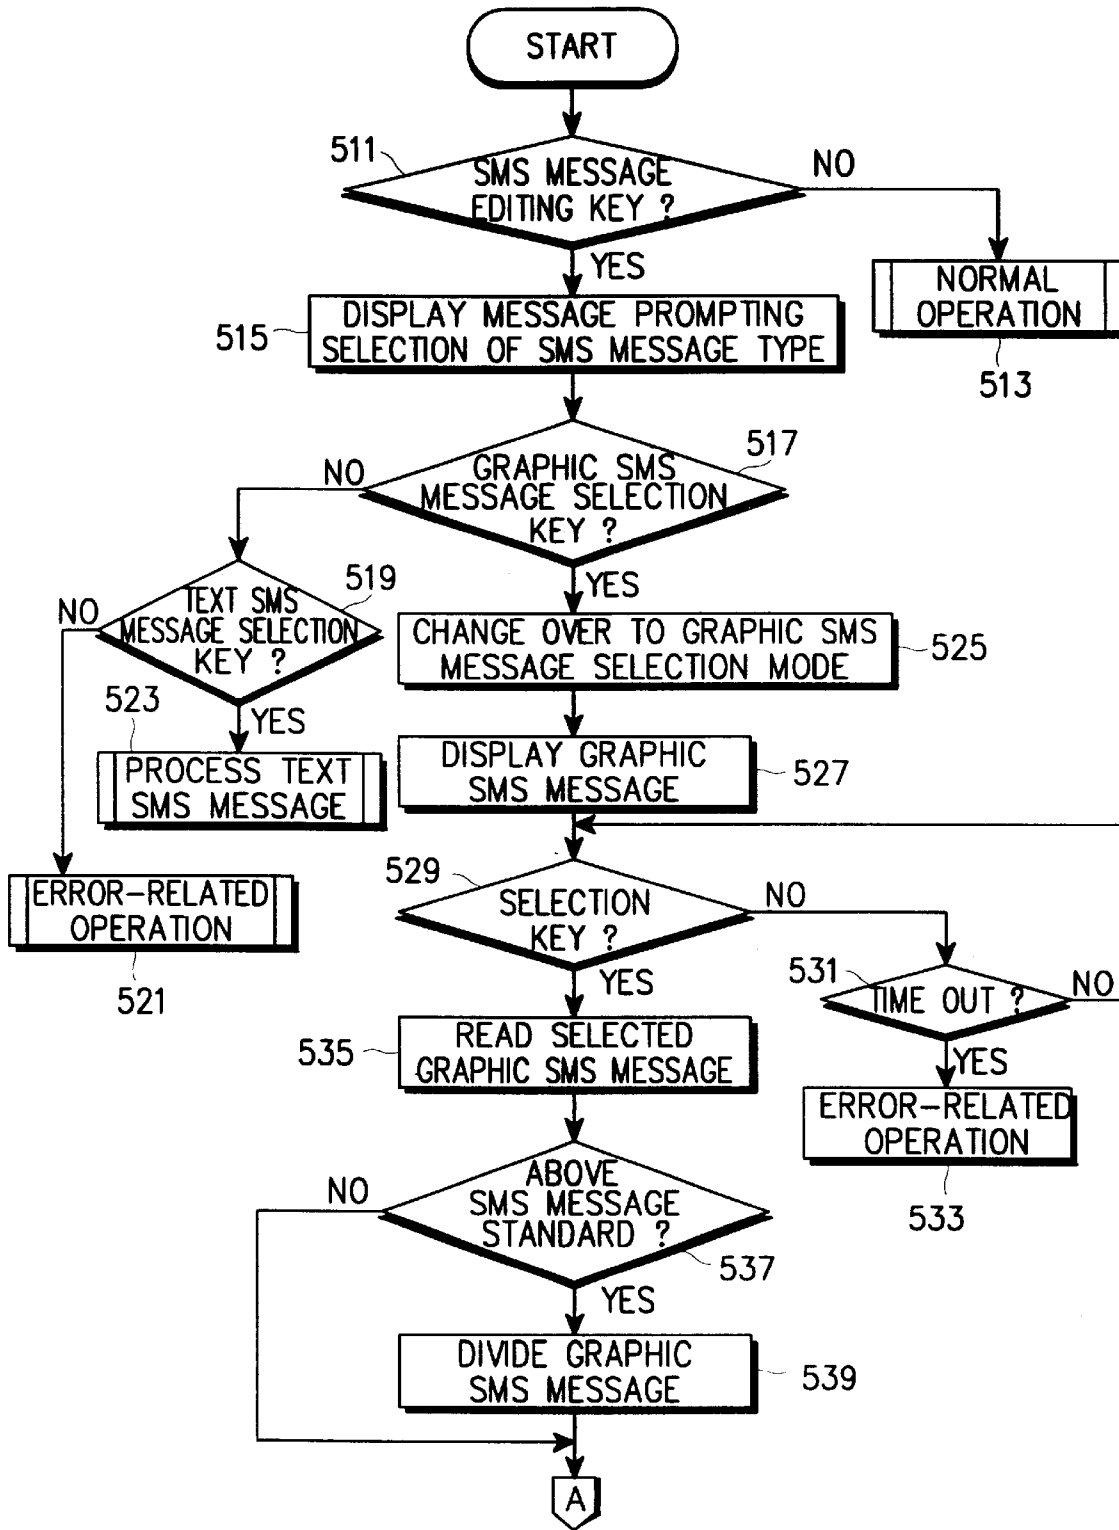 START
511
SMS MESSAGE
EDITING KEY ?
NO
YES
NORMAL
OPERATION
513
515
DISPLAY MESSAGE PROMPTING
SELECTION OF SMS MESSAGE TYPE
517
GRAPHIC SMS
MESSAGE SELECTION
KEY ?
NO
YES
519
TEXT SMS
MESSAGE SELECTION
KEY ?
NO
YES
CHANGE OVER TO GRAPHIC SMS
MESSAGE SELECTION MODE
525
523
PROCESS TEXT
SMS MESSAGE
DISPLAY GRAPHIC
SMS MESSAGE
527
ERROR-RELATED
OPERATION
521
529
SELECTION
KEY ?
NO
YES
531
TIME OUT ?
NO
YES
535
READ SELECTED
GRAPHIC SMS MESSAGE
ERROR-RELATED
OPERATION
533
ABOVE
SMS MESSAGE
STANDARD ?
NO
537
YES
DIVIDE GRAPHIC
SMS MESSAGE
539
A